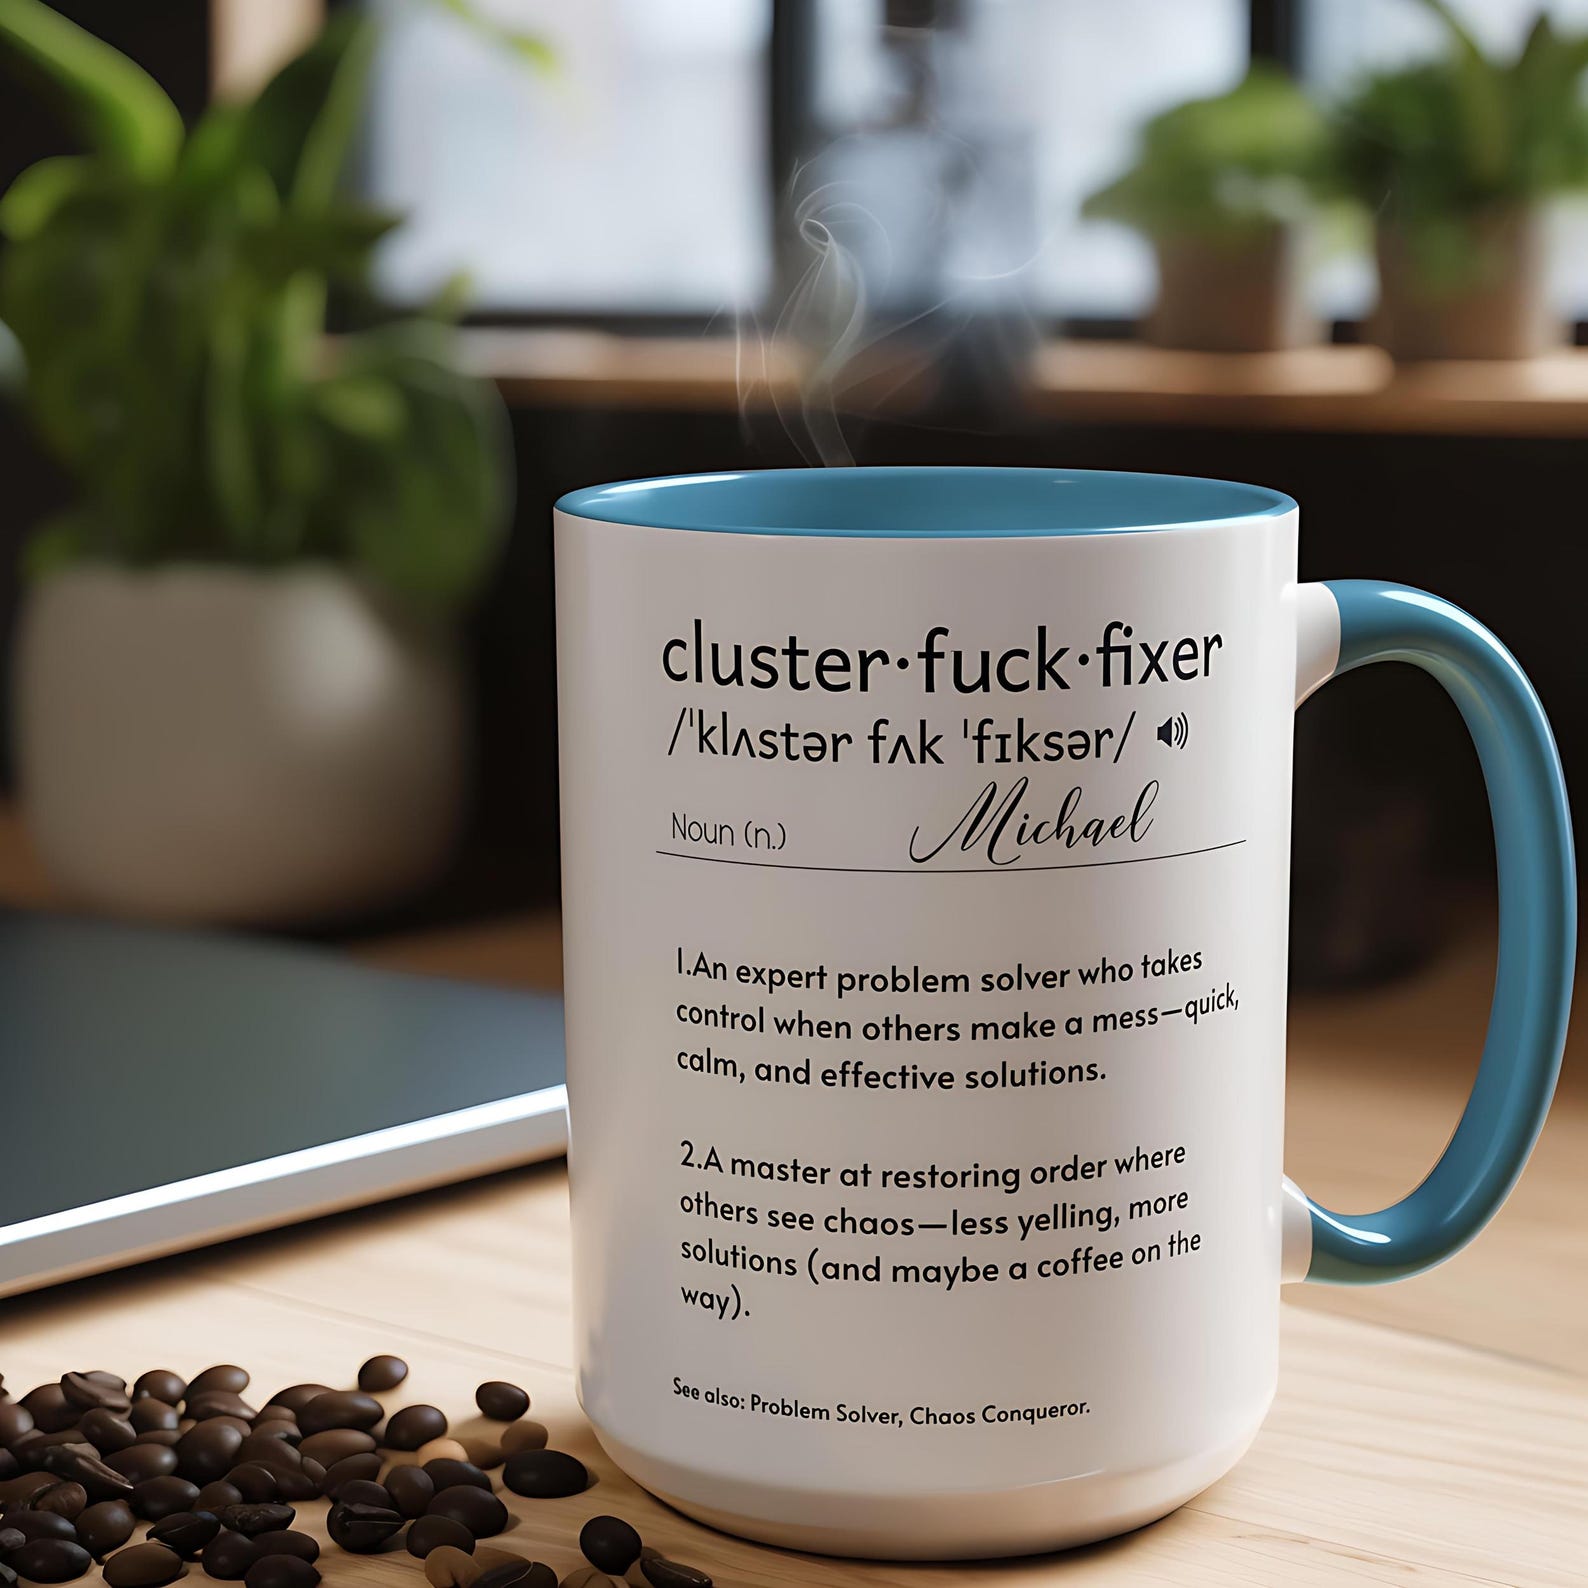 cluster·fuck·fixer
/ˈklʌstər fʌk ˈfɪksər/
Noun (n.) Michael
1.An expert problem solver who takes
control when others make a mess—quick,
calm, and effective solutions.
2.A master at restoring order where
others see chaos—less yelling, more
solutions (and maybe a coffee on the
way).
See also: Problem Solver, Chaos Conqueror.